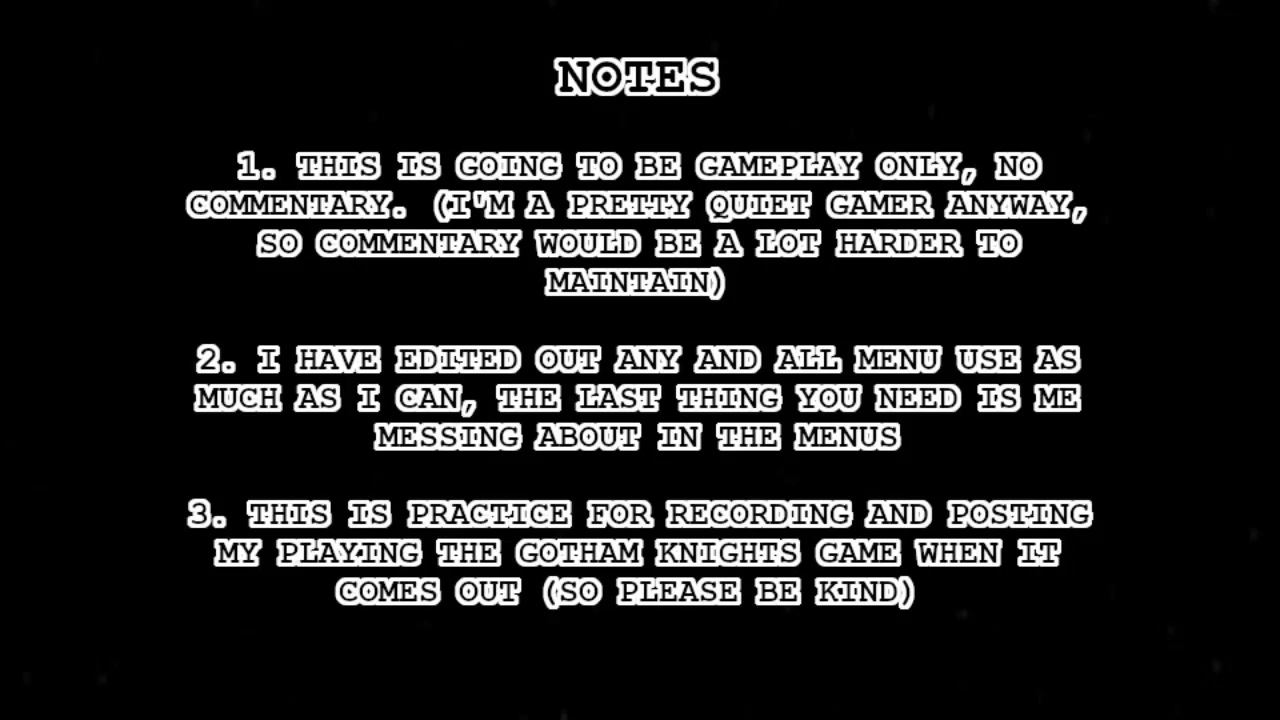 NOTES
1. THIS IS GOING TO BE GAMEPLAY ONLY, NO
COMMENTARY. (I'M A PRETTY QUIET GAMER ANYWAY,
SO COMMENTARY WOULD BE A LOT HARDER TO
MAINTAIN)
2. I HAVE EDITED OUT ANY AND ALL MENU USE AS
MUCH AS I CAN, THE LAST THING YOU NEED IS ME
MESSING ABOUT IN THE MENUS
3. THIS IS PRACTICE FOR RECORDING AND POSTING
MY PLAYING THE GOTHAM KNIGHTS GAME WHEN IT
COMES OUT (SO PLEASE BE KIND)